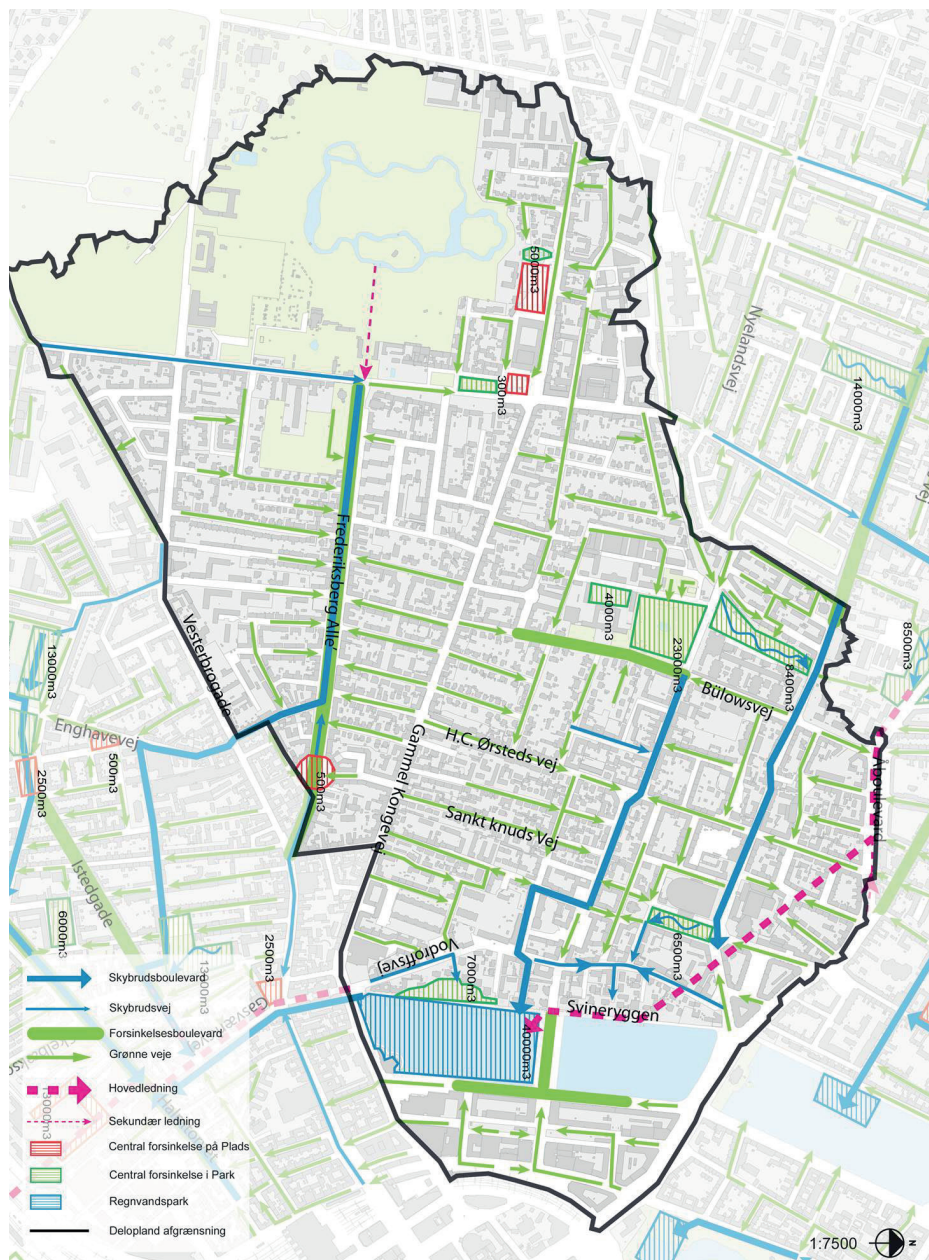 5000m3
Nyelandsvej
14000m3
300m3
Frederiksberg Alle'
4000m3
23000m3
8400m3
8500m3
Bülowsvej
Vesterbrogade
13000m3
Enghavevej
500m3
2500m3
500m3
Gammel Kongevej
H.C. Ørsteds vej
Sankt knuds Vej
Åboulevard
Istedgade
6000m3
2500m3
13000m3
Vodroffsvej
7000m3
6500m3
Svineryggen
40000m3
Skybrudsboulevard
Skybrudsvej
Forsinkelsesboulevard
Grønne veje
Hovedledning
Sekundær ledning
Central forsinkelse på Plads
Central forsinkelse i Park
Regnvandspark
Delopland afgrænsning
1:7500
N